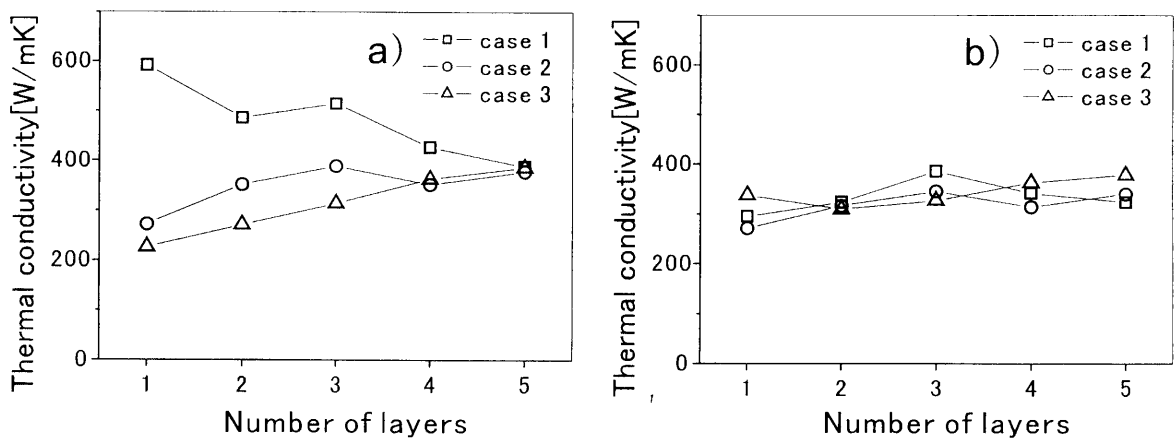 a)
case 1
case 2
case 3
Thermal conductivity[W/mK]
600
400
200
0
1 2 3 4 5
Number of layers
b)
case 1
case 2
case 3
Thermal conductivity[W/mK]
600
400
200
0
1 2 3 4 5
Number of layers